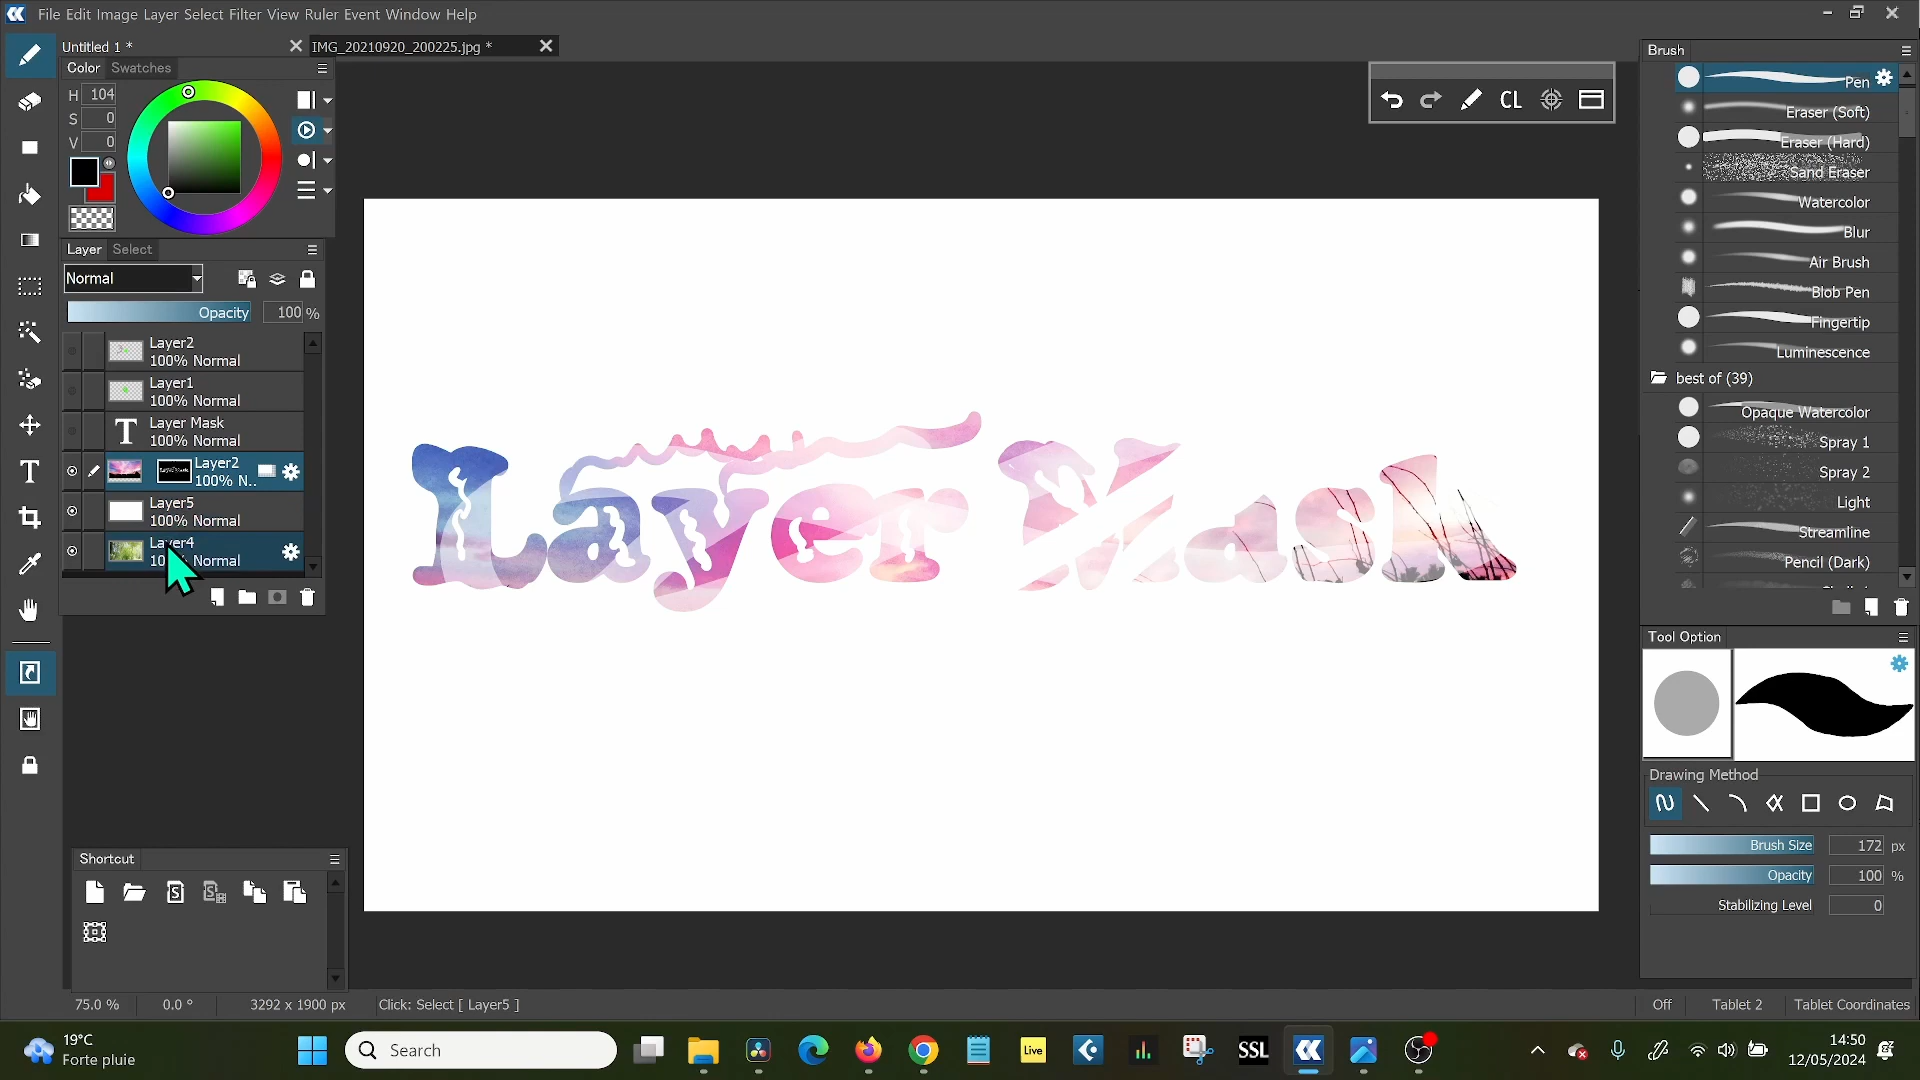 File Edit Image Layer Select Filter View Ruler Event Window Help
Untitled 1 *
IMG_20210920_200225.jpg *
Color Swatches
H 104
S 0
V 0
Layer Select
Normal
Opacity 100 %
Layer2
100% Normal
Layer1
100% Normal
T Layer Mask
100% Normal
Layer2
100% N..
Layer5
100% Normal
Layer4
Normal
Shortcut
Layer Mask
CL
Brush
Pen
Eraser (Soft)
Eraser (Hard)
Sand Eraser
Watercolor
Blur
Air Brush
Blob Pen
Fingertip
Luminescence
best of (39)
Opaque Watercolor
Spray 1
Spray 2
Light
Streamline
Pencil (Dark)
Tool Option
Drawing Method
Brush Size 172 px
Opacity 100 %
Stabilizing Level 0
75.0 % 0.0 ° 3292 x 1900 px Click: Select [ Layer5 ]
Off Tablet 2 Tablet Coordinates
19°C
Forte pluie
Search
Live
SSL
14:50
12/05/2024